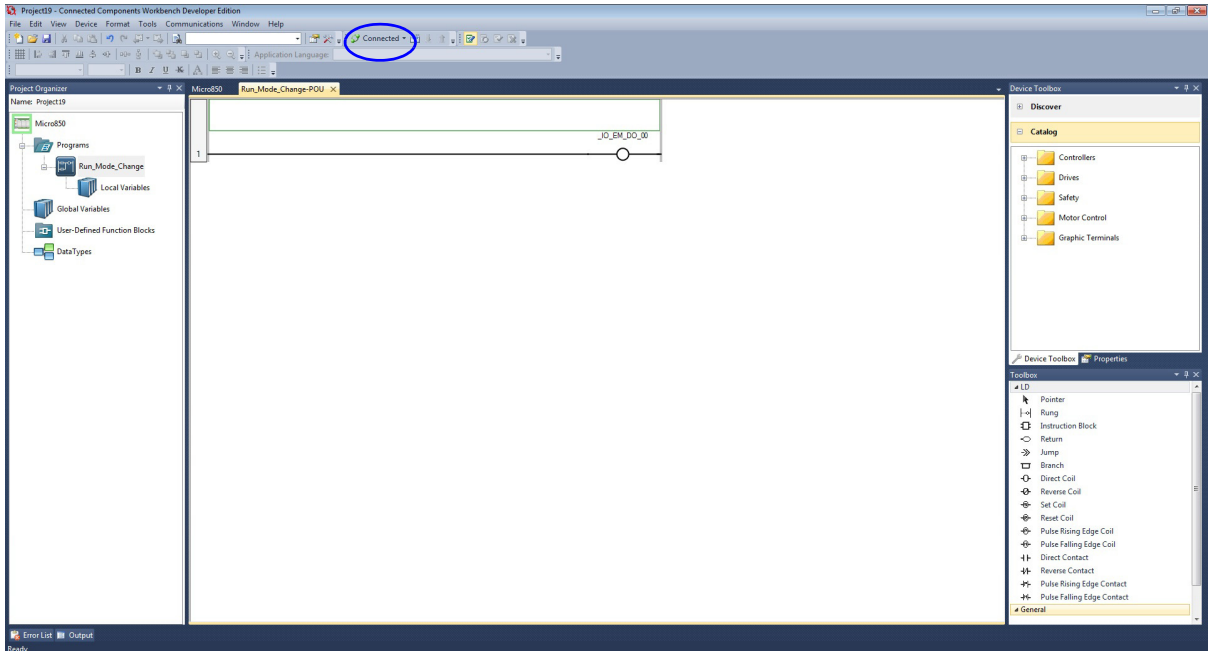 Project19 - Connected Components Workbench Developer Edition
File Edit View Device Format Tools Communications Window Help
Connected
Application Language:
B I U
Project Organizer
Name: Project19
Micro850
Programs
Run_Mode_Change
Local Variables
Global Variables
User-Defined Function Blocks
DataTypes
Micro850 Run_Mode_Change-POU
_IO_EM_DO_00
1
Device Toolbox
Discover
Catalog
Controllers
Drives
Safety
Motor Control
Graphic Terminals
Device Toolbox Properties
Toolbox
LD
Pointer
Rung
Instruction Block
Return
Jump
Branch
Direct Coil
Reverse Coil
Set Coil
Reset Coil
Pulse Rising Edge Coil
Pulse Falling Edge Coil
Direct Contact
Reverse Contact
Pulse Rising Edge Contact
Pulse Falling Edge Contact
General
Error List Output
Ready